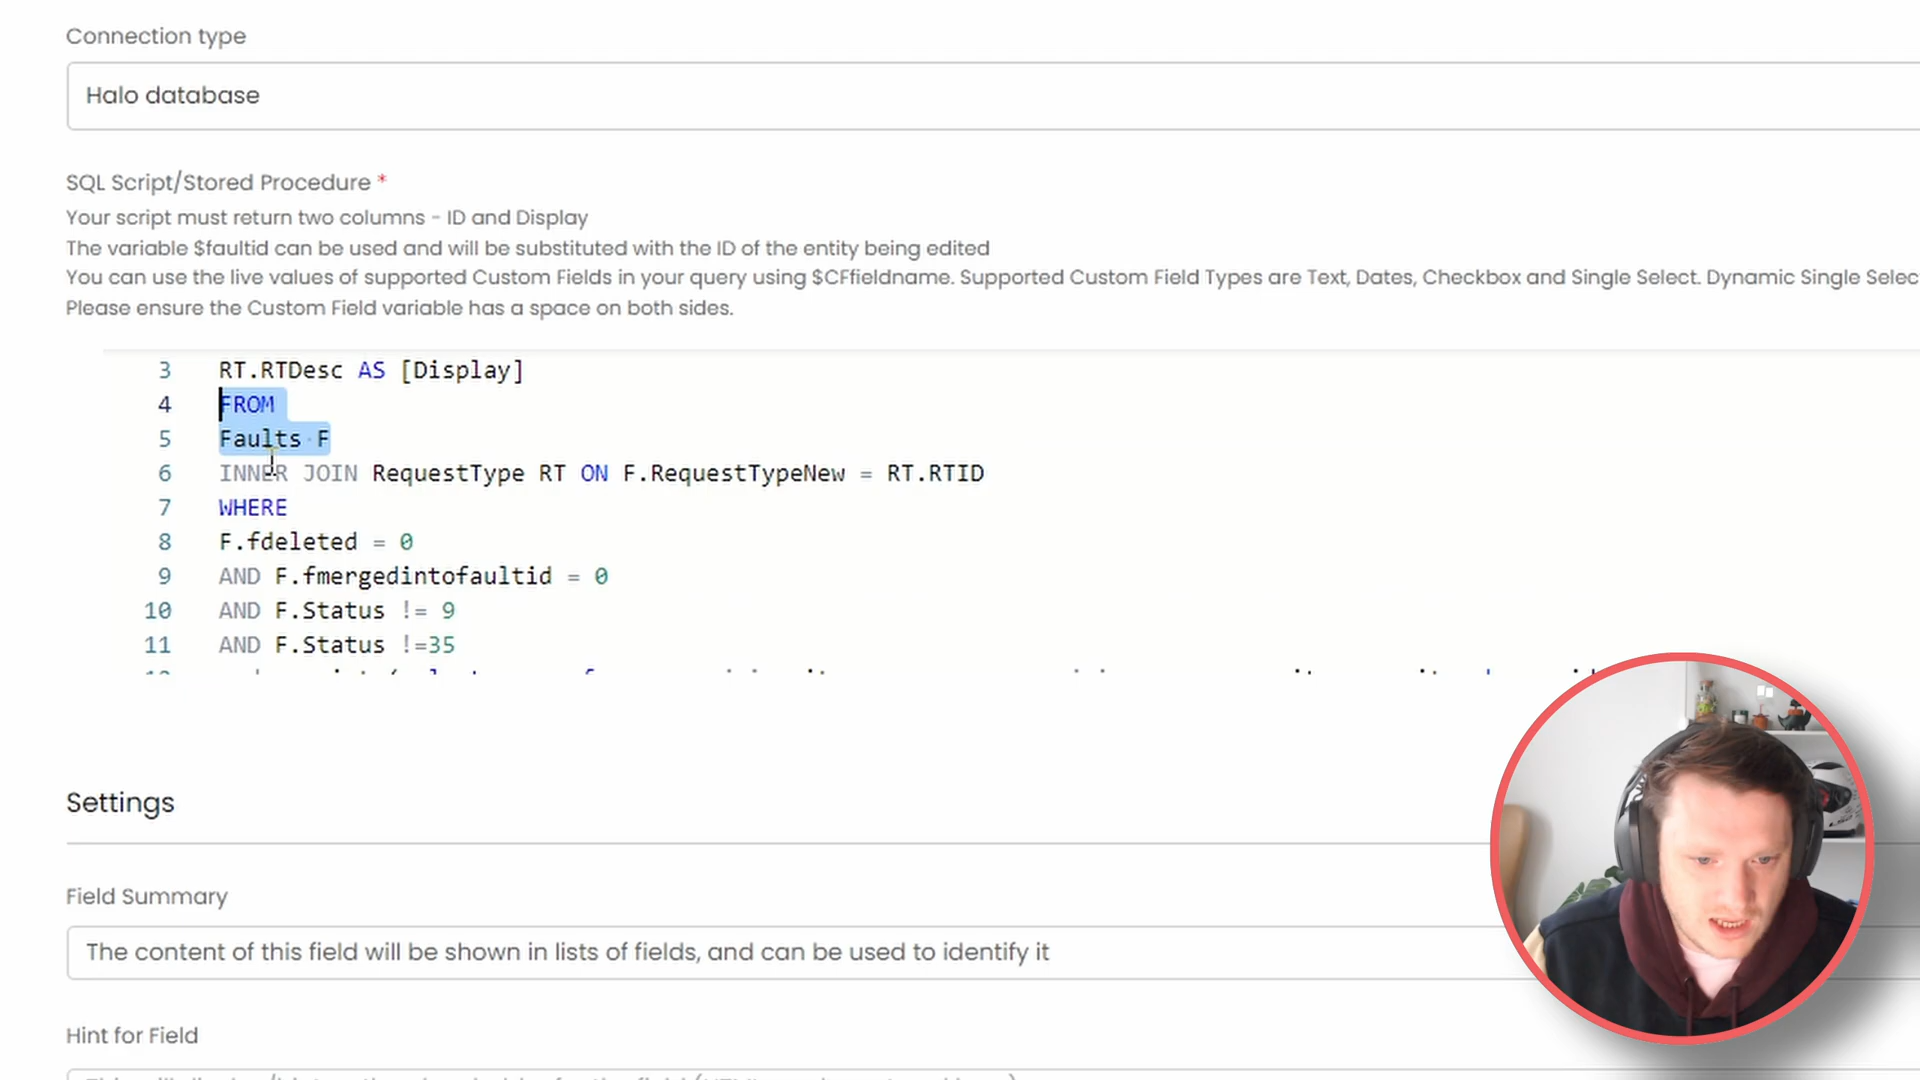 Connection type
Halo database
SQL Script/Stored Procedure *
Your script must return two columns - ID and Display
The variable $faultid can be used and will be substituted with the ID of the entity being edited
You can use the live values of supported Custom Fields in your query using $CFfieldname. Supported Custom Field Types are Text, Dates, Checkbox and Single Select. Dynamic Single Selec
Please ensure the Custom Field variable has a space on both sides.
3 RT.RTDesc AS [Display]
4 FROM
5 Faults F
6 INNER JOIN RequestType RT ON F.RequestTypeNew = RT.RTID
7 WHERE
8 F.fdeleted = 0
9 AND F.fmergedintofaultid = 0
10 AND F.Status != 9
11 AND F.Status !=35
Settings
Field Summary
The content of this field will be shown in lists of fields, and can be used to identify it
Hint for Field